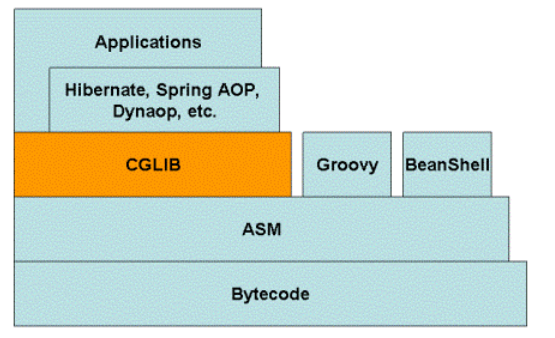 Applications
Hibernate, Spring AOP,
Dynaop, etc.
CGLIB
Groovy
BeanShell
ASM
Bytecode